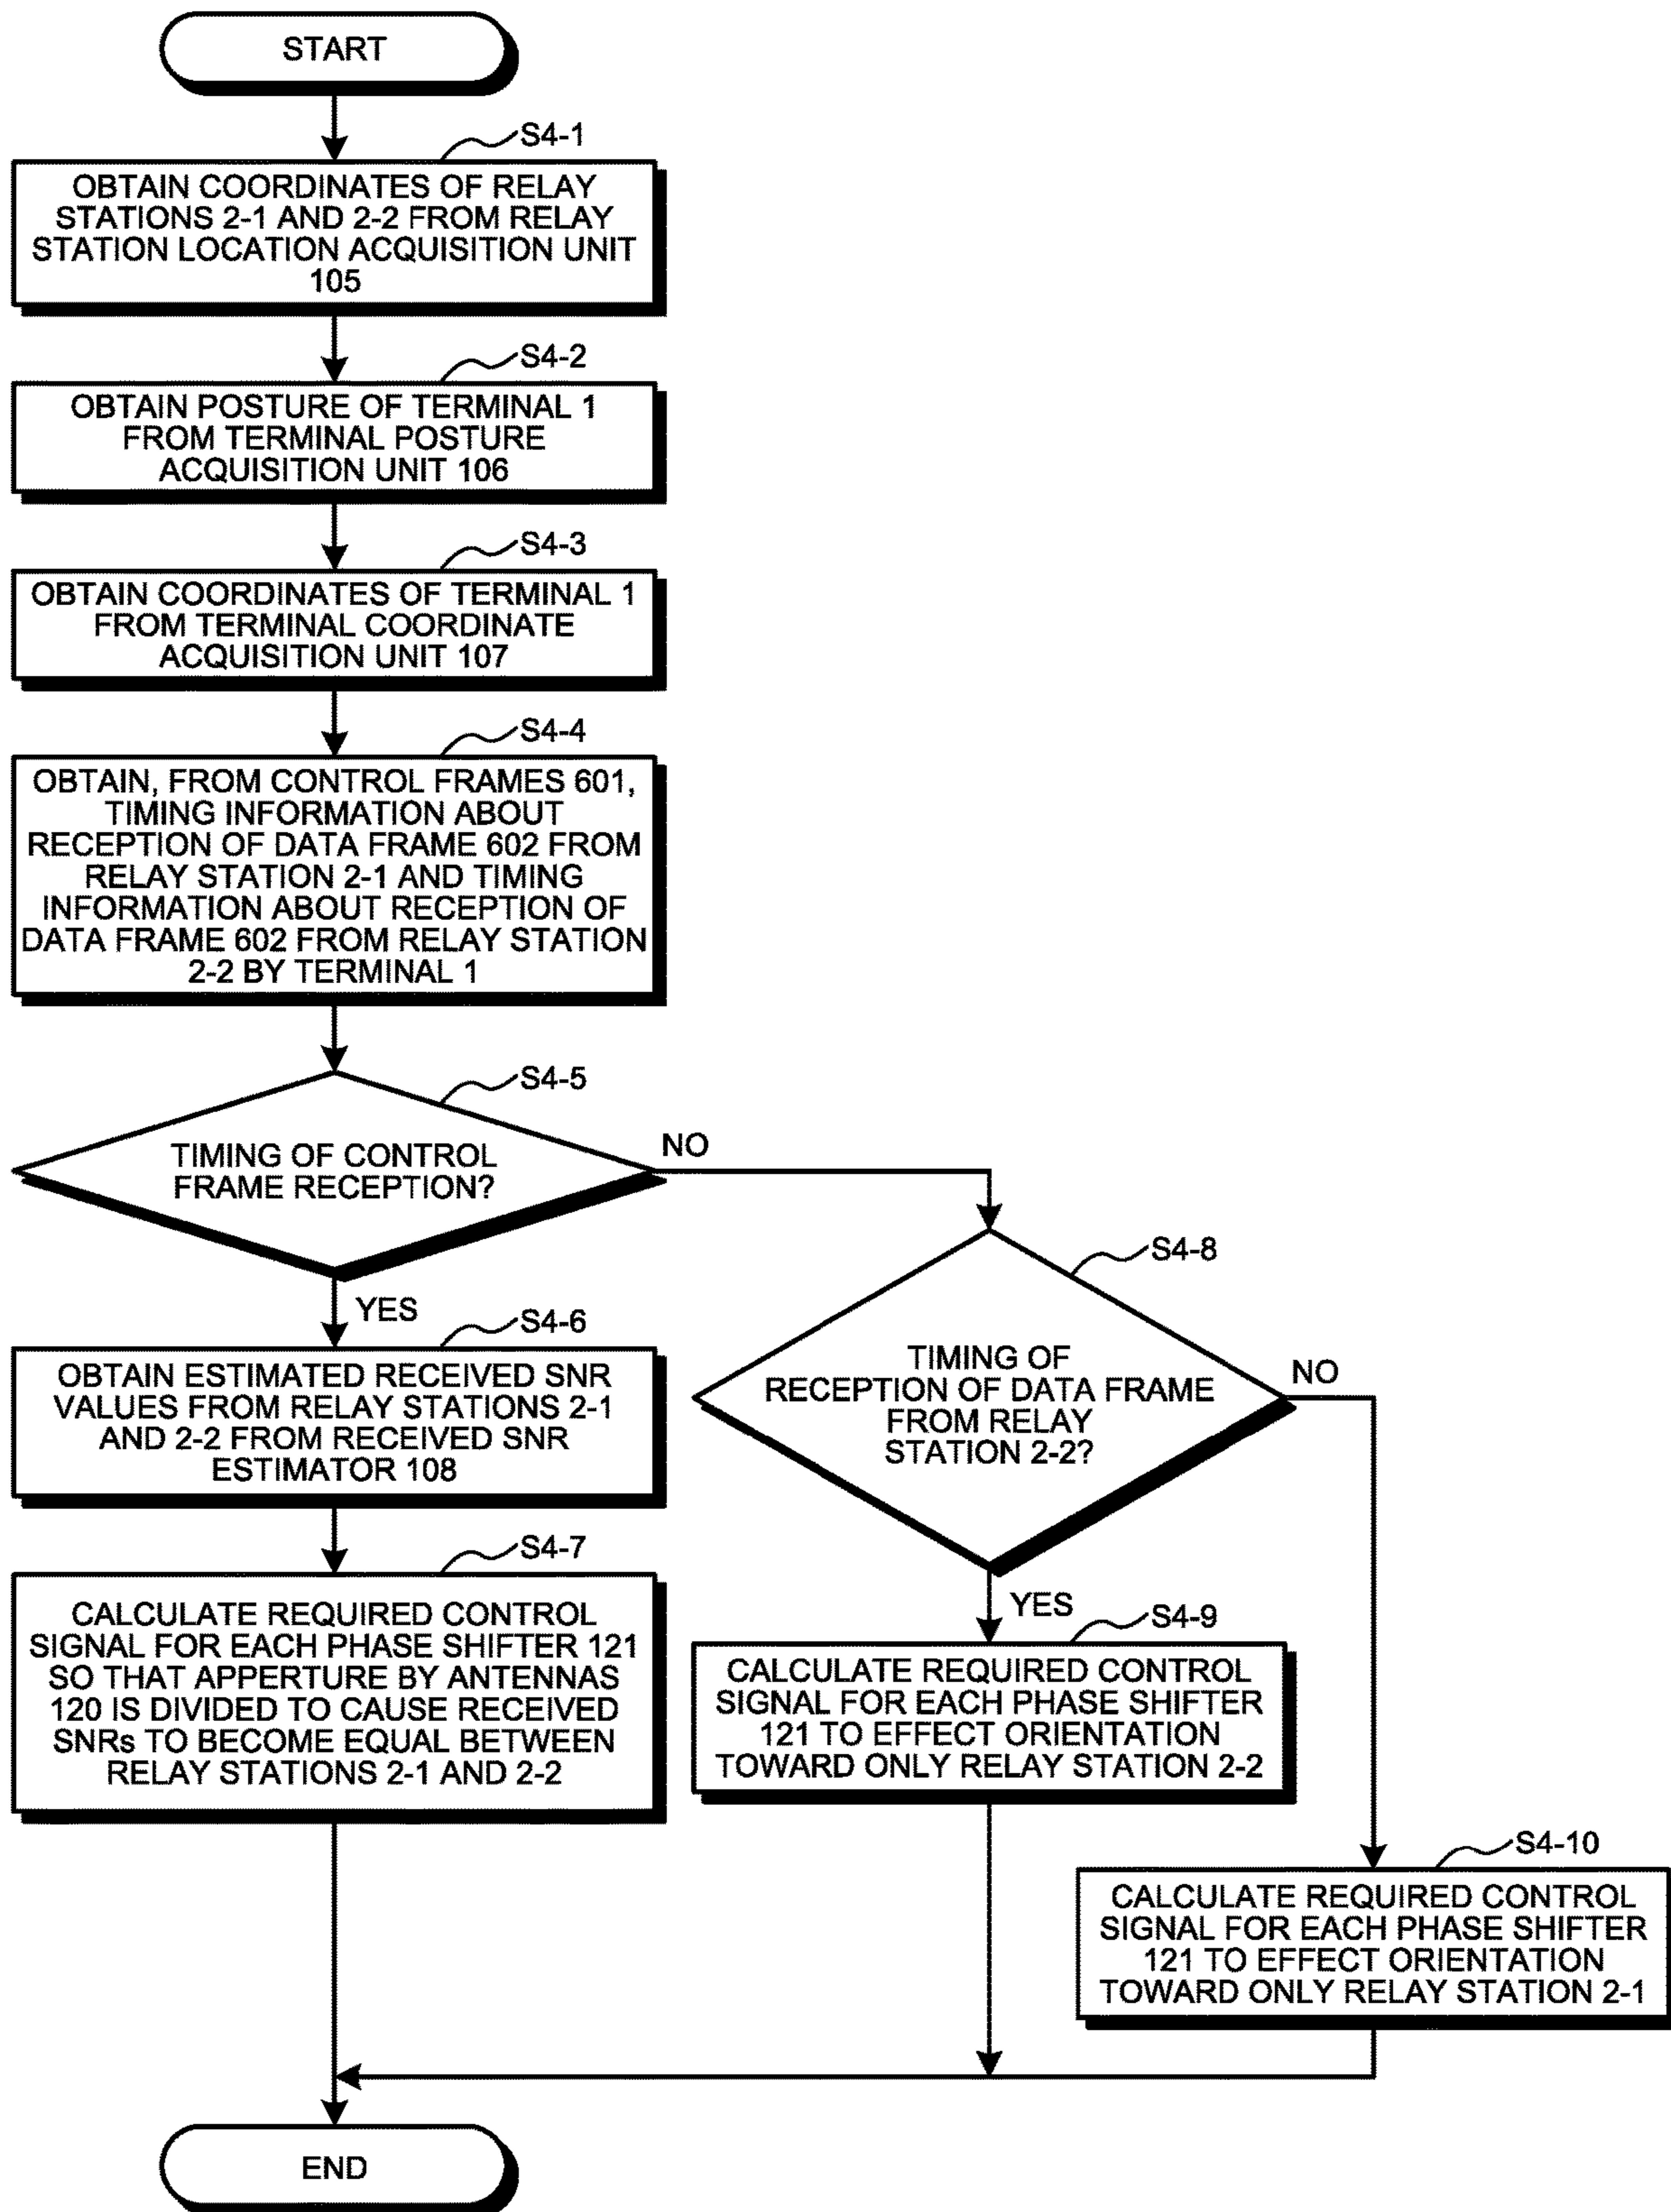 START
S4-1
OBTAIN COORDINATES OF RELAY
STATIONS 2-1 AND 2-2 FROM RELAY
STATION LOCATION ACQUISITION UNIT
105
S4-2
OBTAIN POSTURE OF TERMINAL 1
FROM TERMINAL POSTURE
ACQUISITION UNIT 106
S4-3
OBTAIN COORDINATES OF TERMINAL 1
FROM TERMINAL COORDINATE
ACQUISITION UNIT 107
S4-4
OBTAIN, FROM CONTROL FRAMES 601,
TIMING INFORMATION ABOUT
RECEPTION OF DATA FRAME 602 FROM
RELAY STATION 2-1 AND TIMING
INFORMATION ABOUT RECEPTION OF
DATA FRAME 602 FROM RELAY STATION
2-2 BY TERMINAL 1
S4-5
TIMING OF CONTROL
FRAME RECEPTION?
NO
YES
S4-6
OBTAIN ESTIMATED RECEIVED SNR
VALUES FROM RELAY STATIONS 2-1
AND 2-2 FROM RECEIVED SNR
ESTIMATOR 108
S4-7
CALCULATE REQUIRED CONTROL
SIGNAL FOR EACH PHASE SHIFTER 121
SO THAT APPERTURE BY ANTENNAS
120 IS DIVIDED TO CAUSE RECEIVED
SNRs TO BECOME EQUAL BETWEEN
RELAY STATIONS 2-1 AND 2-2
S4-8
TIMING OF
RECEPTION OF DATA FRAME
FROM RELAY
STATION 2-2?
NO
YES
S4-9
CALCULATE REQUIRED CONTROL
SIGNAL FOR EACH PHASE SHIFTER
121 TO EFFECT ORIENTATION
TOWARD ONLY RELAY STATION 2-2
S4-10
CALCULATE REQUIRED CONTROL
SIGNAL FOR EACH PHASE SHIFTER
121 TO EFFECT ORIENTATION
TOWARD ONLY RELAY STATION 2-1
END